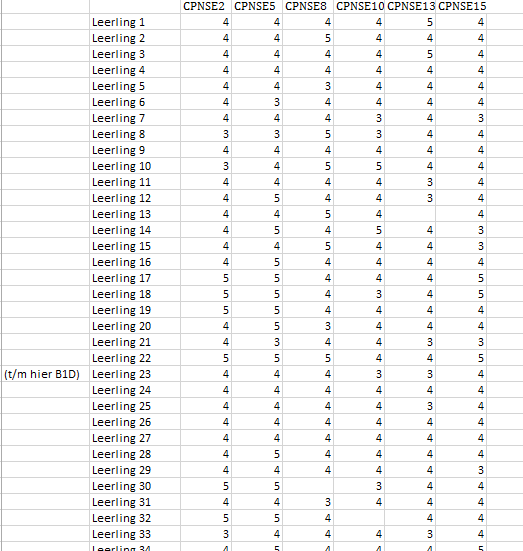 CPNSE2 CPNSE5 CPNSE8 CPNSE10 CPNSE13 CPNSE15
Leerling 1 4 4 4 4 5 4
Leerling 2 4 4 5 4 4 4
Leerling 3 4 4 4 4 5 4
Leerling 4 4 4 4 4 4 4
Leerling 5 4 4 3 4 4 4
Leerling 6 4 3 4 4 4 4
Leerling 7 4 4 4 3 4 3
Leerling 8 3 3 5 3 4 4
Leerling 9 4 4 4 4 4 4
Leerling 10 3 4 5 5 4 4
Leerling 11 4 4 4 4 3 4
Leerling 12 4 5 4 4 3 4
Leerling 13 4 4 5 4 4
Leerling 14 4 5 4 5 4 3
Leerling 15 4 4 5 4 4 3
Leerling 16 4 5 4 4 4 4
Leerling 17 5 5 4 4 4 5
Leerling 18 5 5 4 3 4 5
Leerling 19 5 5 4 4 4 4
Leerling 20 4 5 3 4 4 4
Leerling 21 4 3 4 4 3 3
Leerling 22 5 5 5 4 4 5
(t/m hier B1D) Leerling 23 4 4 4 3 3 4
Leerling 24 4 4 4 4 4 4
Leerling 25 4 4 4 4 3 4
Leerling 26 4 4 4 4 4 4
Leerling 27 4 4 4 4 4 4
Leerling 28 4 5 4 4 4 4
Leerling 29 4 4 4 4 4 3
Leerling 30 5 5 3 4 4
Leerling 31 4 4 3 4 4 4
Leerling 32 5 5 4 4 4
Leerling 33 3 4 4 4 3 4
Leerling 34 4 5 4 4 4 5